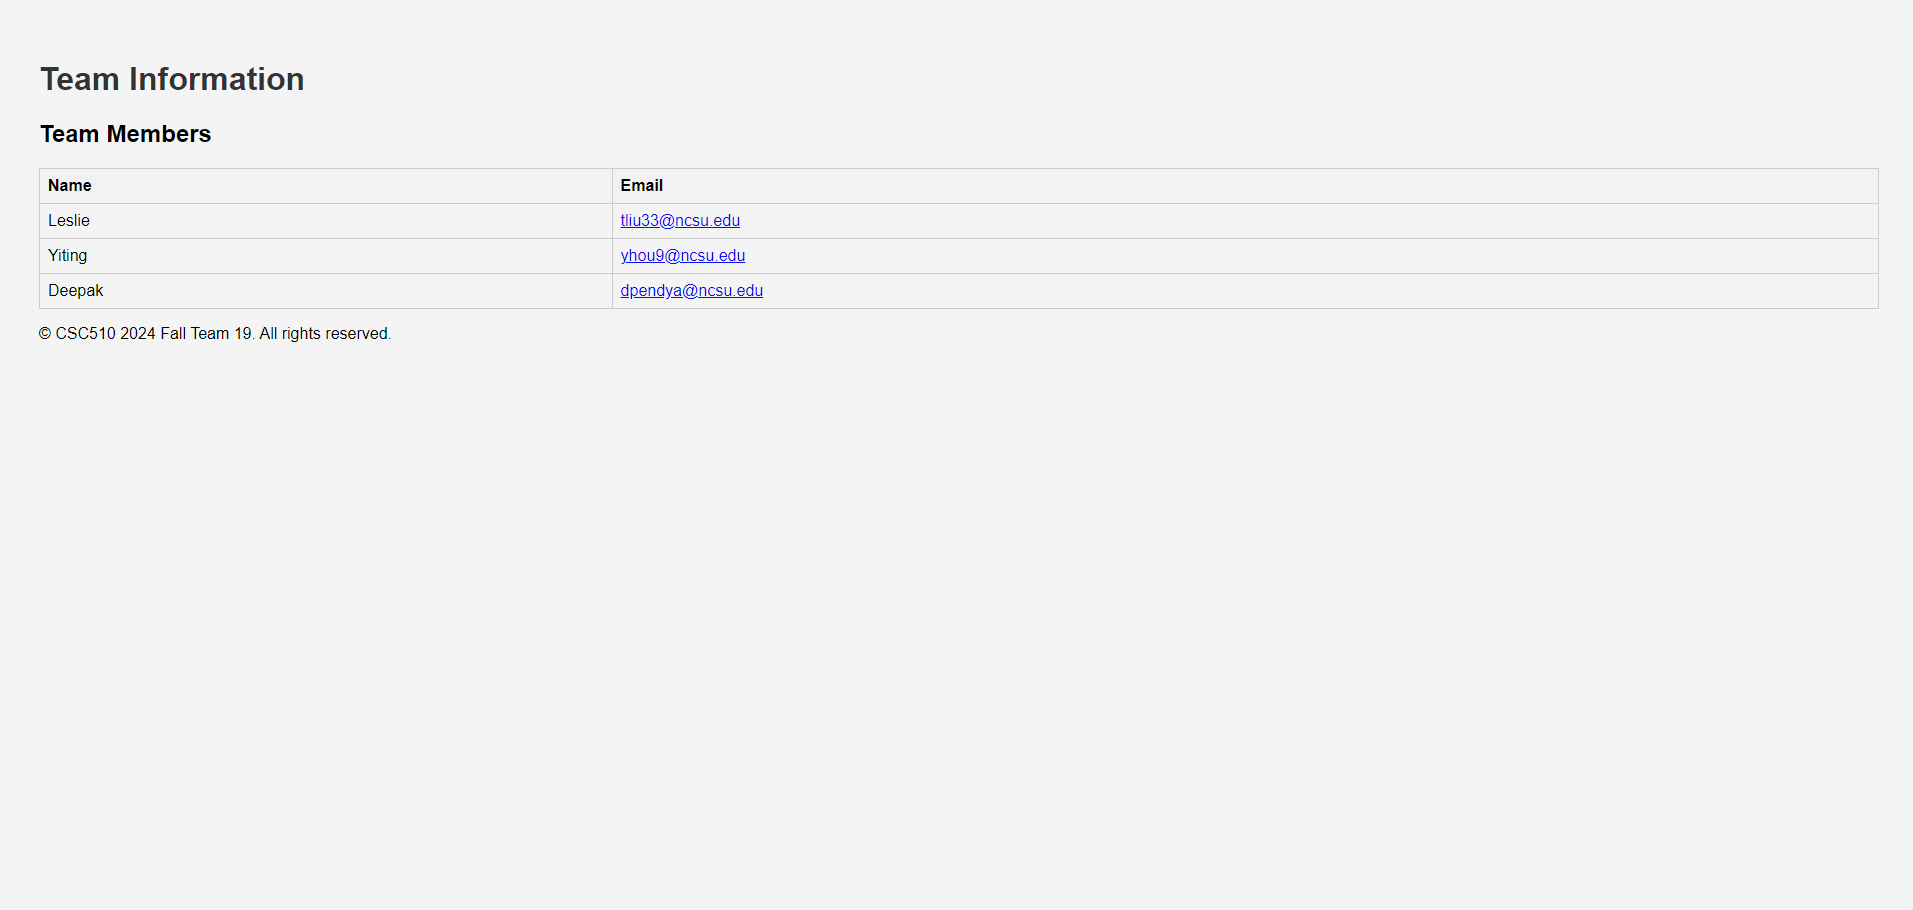 Team Information
Team Members
Name Email
Leslie tliu33@ncsu.edu
Yiting yhou9@ncsu.edu
Deepak dpendya@ncsu.edu
© CSC510 2024 Fall Team 19. All rights reserved.